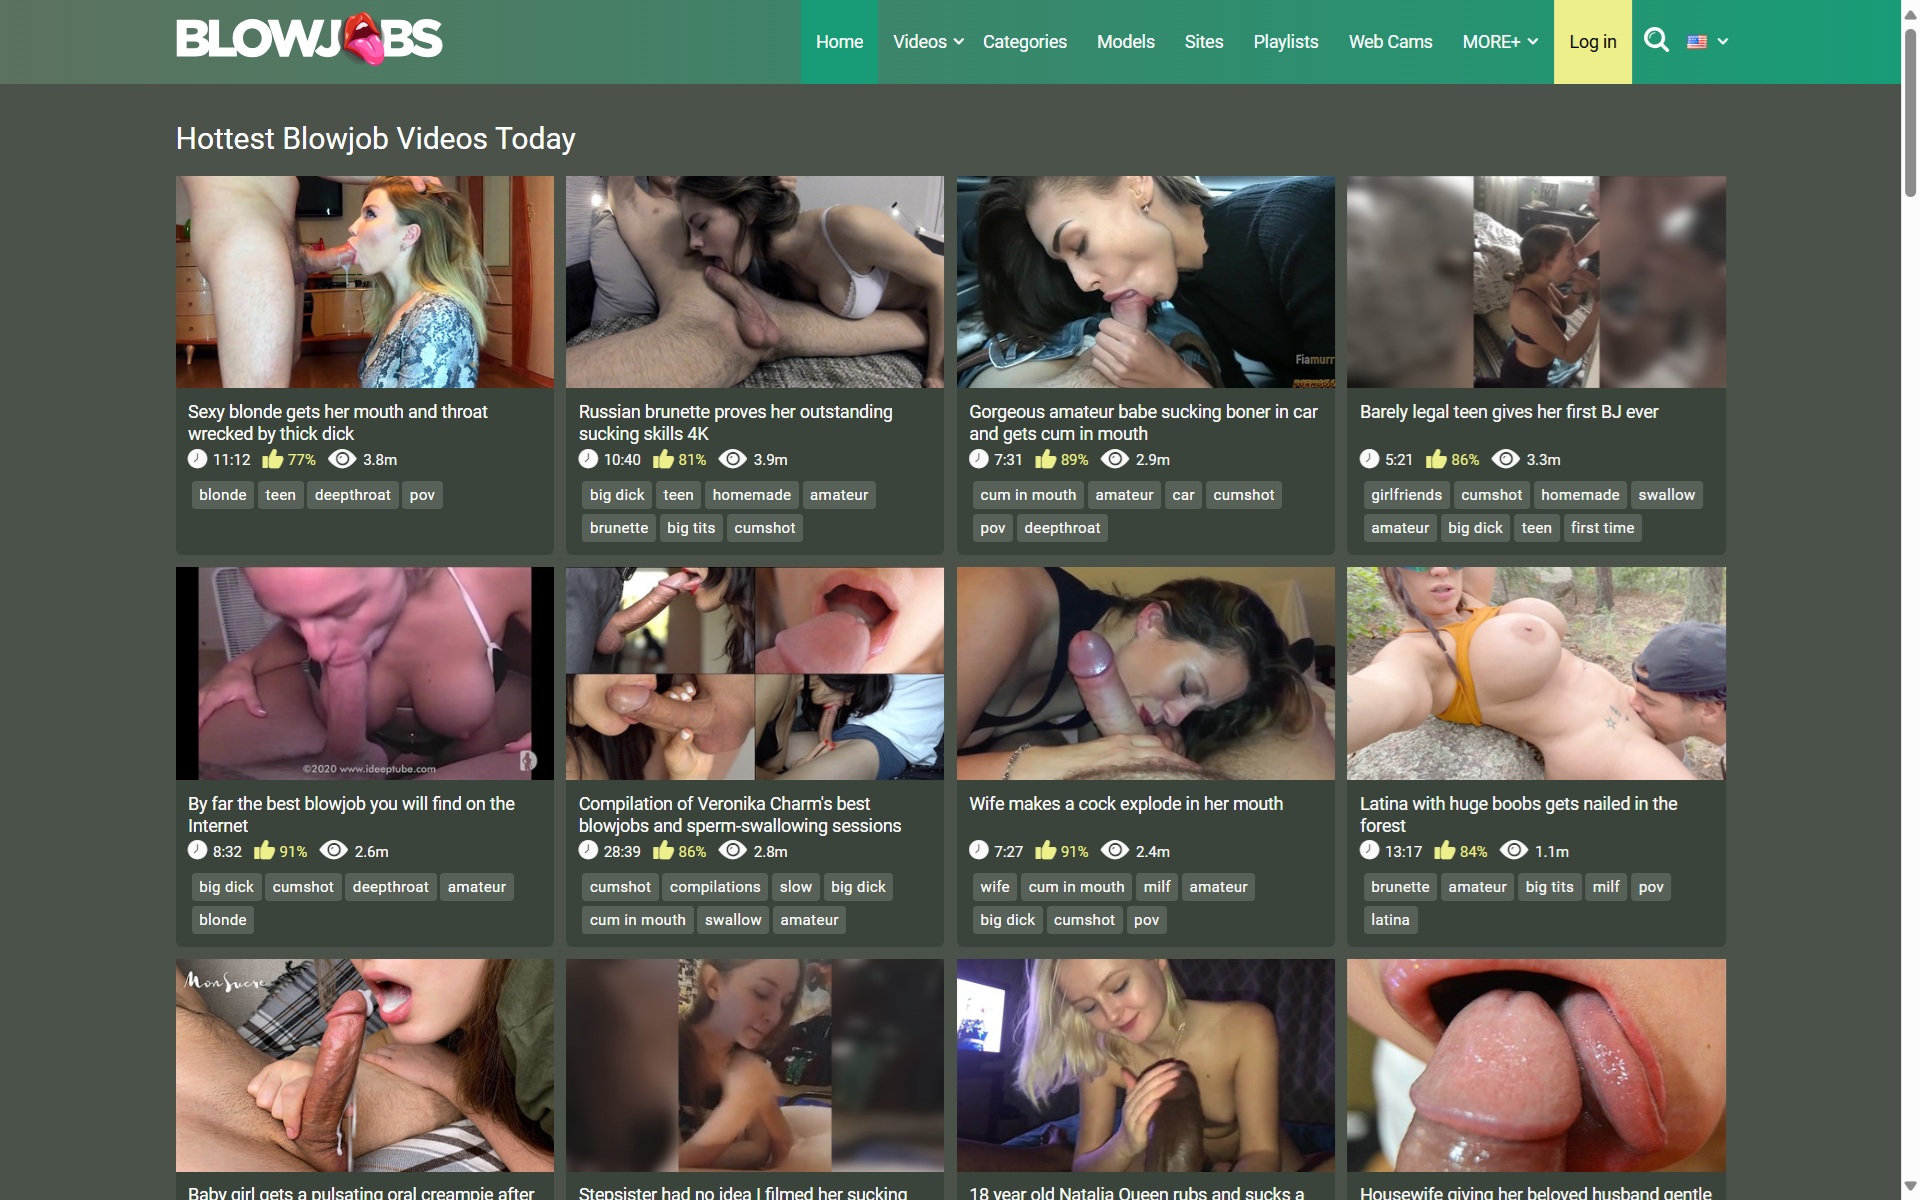 BLOWJOBS
Home Videos Categories Models Sites Playlists Web Cams MORE+ Log in
Hottest Blowjob Videos Today
Fiamurr
Sexy blonde gets her mouth and throat
wrecked by thick dick
11:12 77% 3.8m
blonde teen deepthroat pov
Russian brunette proves her outstanding
sucking skills 4K
10:40 81% 3.9m
big dick teen homemade amateur
brunette big tits cumshot
Gorgeous amateur babe sucking boner in car
and gets cum in mouth
7:31 89% 2.9m
cum in mouth amateur car cumshot
pov deepthroat
Barely legal teen gives her first BJ ever
5:21 86% 3.3m
girlfriends cumshot homemade swallow
amateur big dick teen first time
©2020 www.ideeptube.com
By far the best blowjob you will find on the
Internet
8:32 91% 2.6m
big dick cumshot deepthroat amateur
blonde
Compilation of Veronika Charm's best
blowjobs and sperm-swallowing sessions
28:39 86% 2.8m
cumshot compilations slow big dick
cum in mouth swallow amateur
Wife makes a cock explode in her mouth
7:27 91% 2.4m
wife cum in mouth milf amateur
big dick cumshot pov
Latina with huge boobs gets nailed in the
forest
13:17 84% 1.1m
brunette amateur big tits milf pov
latina
MonSucre
Baby girl gets a pulsating oral creampie after
Stepsister had no idea I filmed her sucking
18 year old Natalia Queen rubs and sucks a
Housewife giving her beloved husband gentle